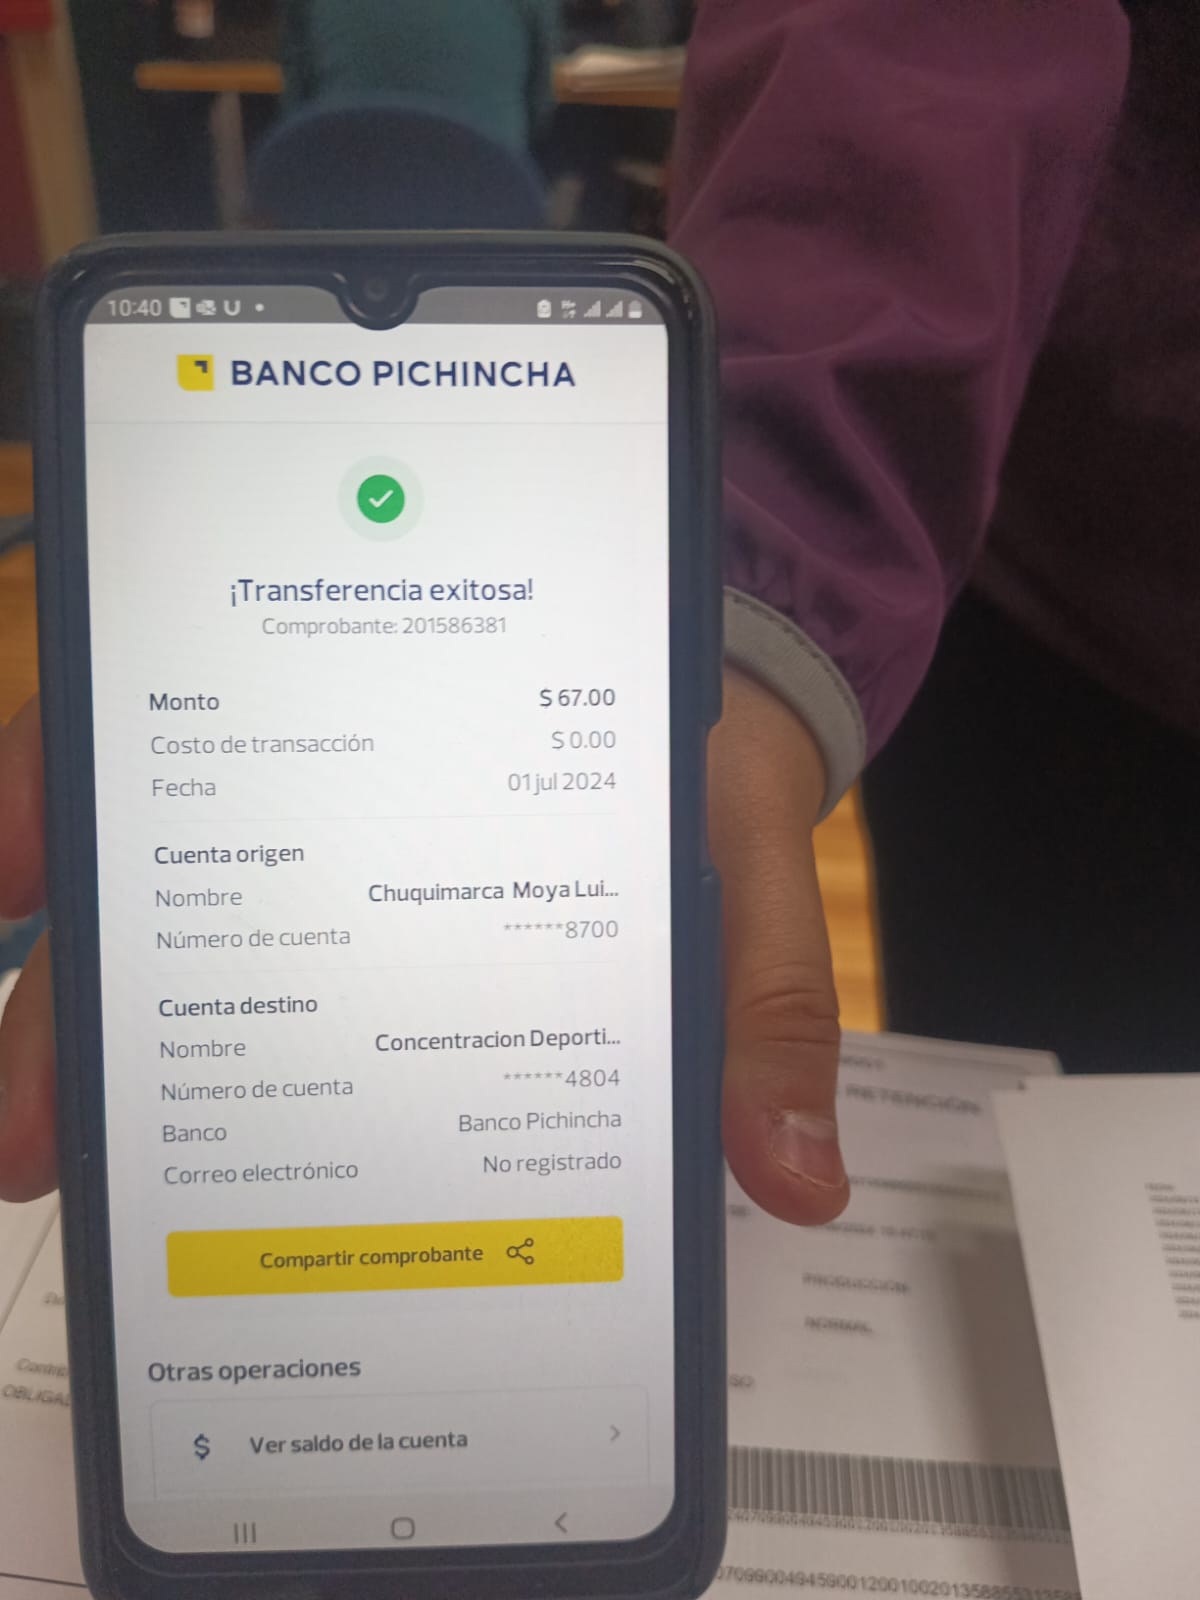 10:40
BANCO PICHINCHA
¡Transferencia exitosa!
Comprobante: 201586381
Monto $ 67.00
Costo de transacción $ 0.00
Fecha 01 jul 2024
Cuenta origen
Nombre Chuquimarca Moya Lui...
Número de cuenta ******8700
Cuenta destino
Nombre Concentracion Deporti...
Número de cuenta ******4804
Banco Banco Pichincha
Correo electrónico No registrado
Compartir comprobante
Otras operaciones
$ Ver saldo de la cuenta
RETENCIÓN
PRODUCCION
NORMAL
OBLIGA